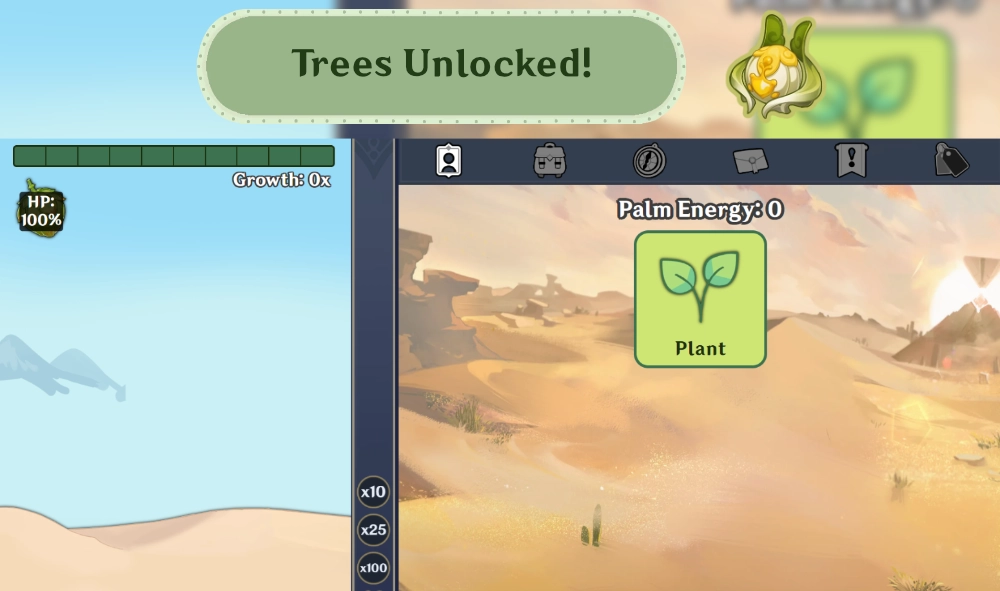 Trees Unlocked!
Growth: 0x
HP:
100%
Palm Energy: 0
Plant
x10
x25
x100